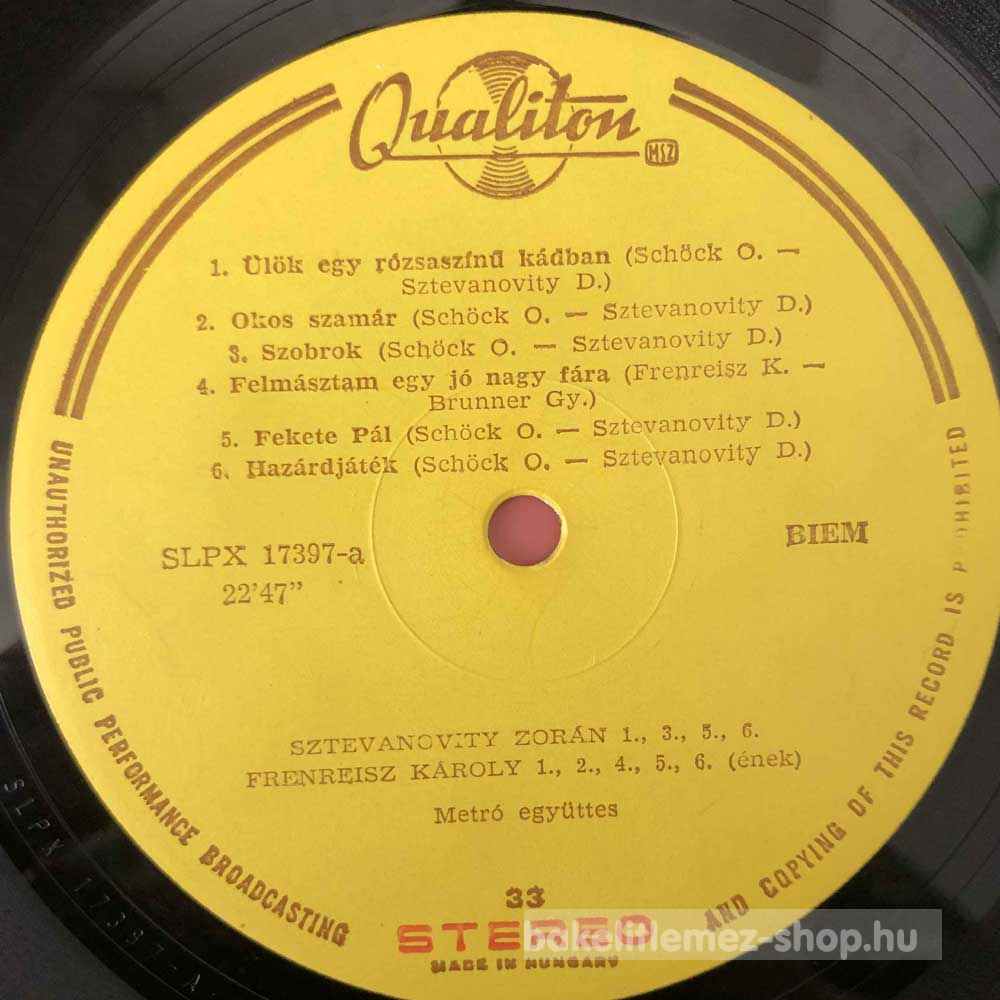 Qualiton
MSZ
1. Ülök egy rózsaszínű kádban (Schöck O. —
Sztevanovity D.)
2. Okos szamár (Schöck O. — Sztevanovity D.)
3. Szobrok (Schöck O. — Sztevanovity D.)
4. Felmásztam egy jó nagy fára (Frenreisz K. —
Brunner Gy.)
5. Fekete Pál (Schöck O. — Sztevanovity D.)
6. Hazárdjáték (Schöck O. — Sztevanovity D.)
SLPX 17397-a
22'47"
BIEM
SZTEVANOVITY ZORÁN 1., 3., 5., 6.
FRENREISZ KÁROLY 1., 2., 4., 5., 6. (ének)
Metró együttes
33
STEREO
MADE IN HUNGARY
UNAUTHORIZED PUBLIC PERFORMANCE BROADCASTING AND COPYING OF THIS RECORD IS P OHIBITED
SLPX 17397-A
bakelitlemez-shop.hu